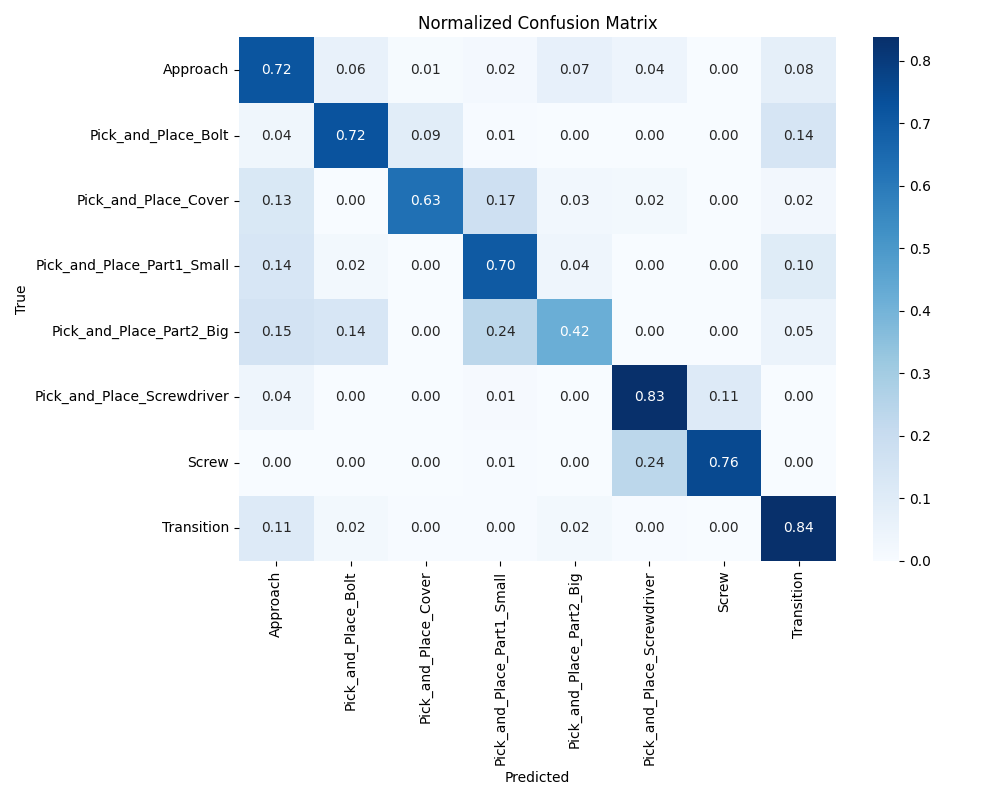 Normalized Confusion Matrix
True
Approach 0.72 0.06 0.01 0.02 0.07 0.04 0.00 0.08
Pick_and_Place_Bolt 0.04 0.72 0.09 0.01 0.00 0.00 0.00 0.14
Pick_and_Place_Cover 0.13 0.00 0.63 0.17 0.03 0.02 0.00 0.02
Pick_and_Place_Part1_Small 0.14 0.02 0.00 0.70 0.04 0.00 0.00 0.10
Pick_and_Place_Part2_Big 0.15 0.14 0.00 0.24 0.42 0.00 0.00 0.05
Pick_and_Place_Screwdriver 0.04 0.00 0.00 0.01 0.00 0.83 0.11 0.00
Screw 0.00 0.00 0.00 0.01 0.00 0.24 0.76 0.00
Transition 0.11 0.02 0.00 0.00 0.02 0.00 0.00 0.84
Approach
Pick_and_Place_Bolt
Pick_and_Place_Cover
Pick_and_Place_Part1_Small
Pick_and_Place_Part2_Big
Pick_and_Place_Screwdriver
Screw
Transition
Predicted
0.8
0.7
0.6
0.5
0.4
0.3
0.2
0.1
0.0